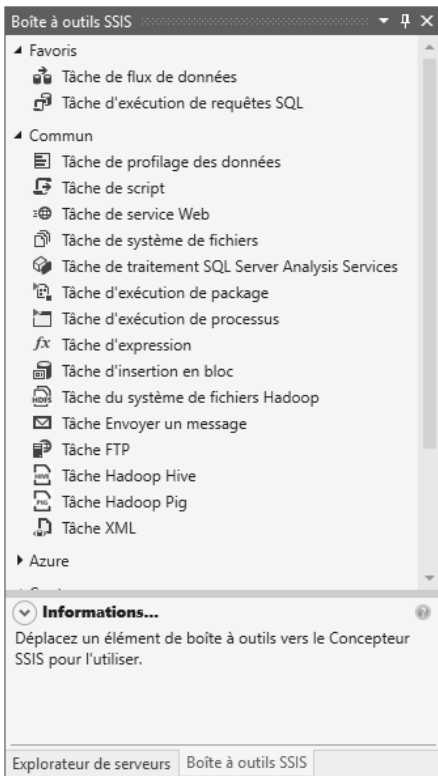 Boîte à outils SSIS
Favoris
Tâche de flux de données
Tâche d'exécution de requêtes SQL
Commun
Tâche de profilage des données
Tâche de script
Tâche de service Web
Tâche de système de fichiers
Tâche de traitement SQL Server Analysis Services
Tâche d'exécution de package
Tâche d'exécution de processus
fx Tâche d'expression
Tâche d'insertion en bloc
HDFS Tâche du système de fichiers Hadoop
Tâche Envoyer un message
Tâche FTP
HIVE Tâche Hadoop Hive
PIG Tâche Hadoop Pig
Tâche XML
Azure
Informations...
Déplacez un élément de boîte à outils vers le Concepteur
SSIS pour l'utiliser.
Explorateur de serveurs Boîte à outils SSIS